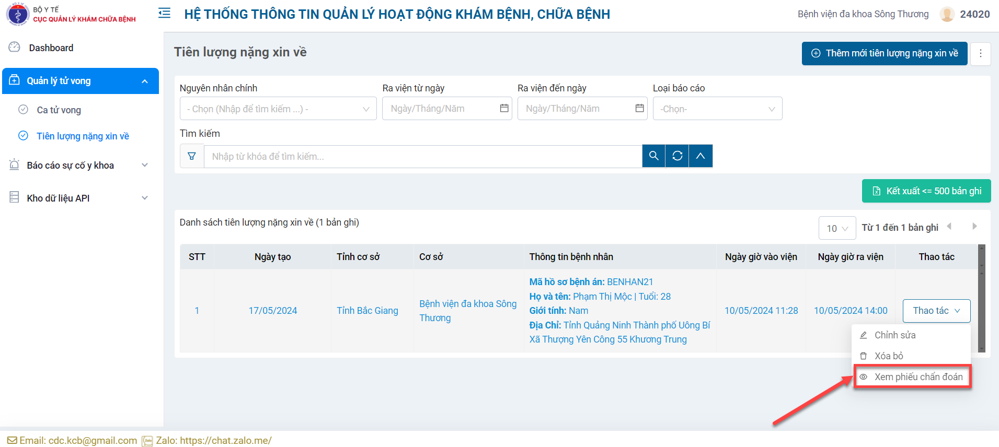 BỘ Y TẾ
CỤC QUẢN LÝ KHÁM CHỮA BỆNH
HỆ THỐNG THÔNG TIN QUẢN LÝ HOẠT ĐỘNG KHÁM BỆNH, CHỮA BỆNH
Bệnh viện đa khoa Sông Thương
24020
Dashboard
Quản lý tử vong
Ca tử vong
Tiên lượng nặng xin về
Báo cáo sự cố y khoa
Kho dữ liệu API
Tiên lượng nặng xin về
Thêm mới tiên lượng nặng xin về
Nguyên nhân chính
Ra viện từ ngày
Ra viện đến ngày
Loại báo cáo
- Chọn (Nhập để tìm kiếm ...) -
Ngày/Tháng/Năm
Ngày/Tháng/Năm
-Chọn-
Tìm kiếm
Nhập từ khóa để tìm kiếm...
Kết xuất <= 500 bản ghi
Danh sách tiên lượng nặng xin về (1 bản ghi)
10
Từ 1 đến 1 bản ghi
STT
Ngày tạo
Tỉnh cơ sở
Cơ sở
Thông tin bệnh nhân
Ngày giờ vào viện
Ngày giờ ra viện
Thao tác
1
17/05/2024
Tỉnh Bắc Giang
Bệnh viện đa khoa Sông
Thương
Mã hồ sơ bệnh án: BENHAN21
Họ và tên: Phạm Thị Mộc | Tuổi: 28
Giới tính: Nam
Địa Chỉ: Tỉnh Quảng Ninh Thành phố Uông Bí
Xã Thượng Yên Công 55 Khương Trung
10/05/2024 11:28
10/05/2024 14:00
Thao tác
Chỉnh sửa
Xóa bỏ
Xem phiếu chẩn đoán
Email: cdc.kcb@gmail.com
Zalo: https://chat.zalo.me/